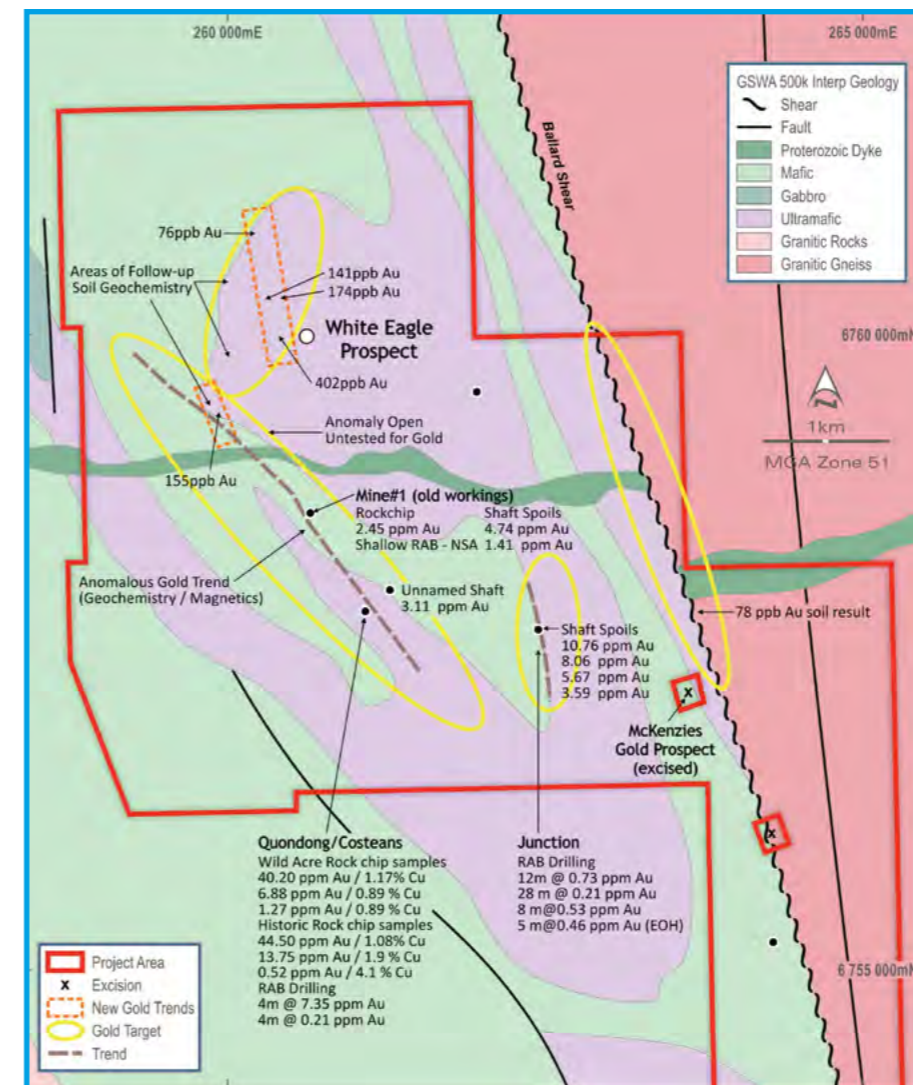 260 000mE
265 000mE
GSWA 500k Interp Geology
Shear
Fault
Proterozoic Dyke
Mafic
Gabbro
Ultramafic
Granitic Rocks
Granitic Gneiss
Ballard Shear
76ppb Au
Areas of Follow-up
Soil Geochemistry
141ppb Au
174ppb Au
White Eagle
Prospect
402ppb Au
6760 000mN
N
1km
MGA Zone 51
Anomaly Open
Untested for Gold
155ppb Au
Mine#1 (old workings)
Rockchip Shaft Spoils
2.45 ppm Au 4.74 ppm Au
Shallow RAB - NSA 1.41 ppm Au
Anomalous Gold Trend
(Geochemistry / Magnetics)
Unnamed Shaft
3.11 ppm Au
78 ppb Au soil result
Shaft Spoils
10.76 ppm Au
8.06 ppm Au
5.67 ppm Au
3.59 ppm Au
x
McKenzies
Gold Prospect
(excised)
x
Quondong/Costeans
Wild Acre Rock chip samples
40.20 ppm Au / 1.17% Cu
6.88 ppm Au / 0.89 % Cu
1.27 ppm Au / 0.89 % Cu
Historic Rock chip samples
44.50 ppm Au / 1.08% Cu
13.75 ppm Au / 1.9 % Cu
0.52 ppm Au / 4.1 % Cu
RAB Drilling
4m @ 7.35 ppm Au
4m @ 0.21 ppm Au
Junction
RAB Drilling
12m @ 0.73 ppm Au
28 m @ 0.21 ppm Au
8 m@0.53 ppm Au
5 m@0.46 ppm Au (EOH)
6 755 000mN
Project Area
x Excision
New Gold Trends
Gold Target
Trend